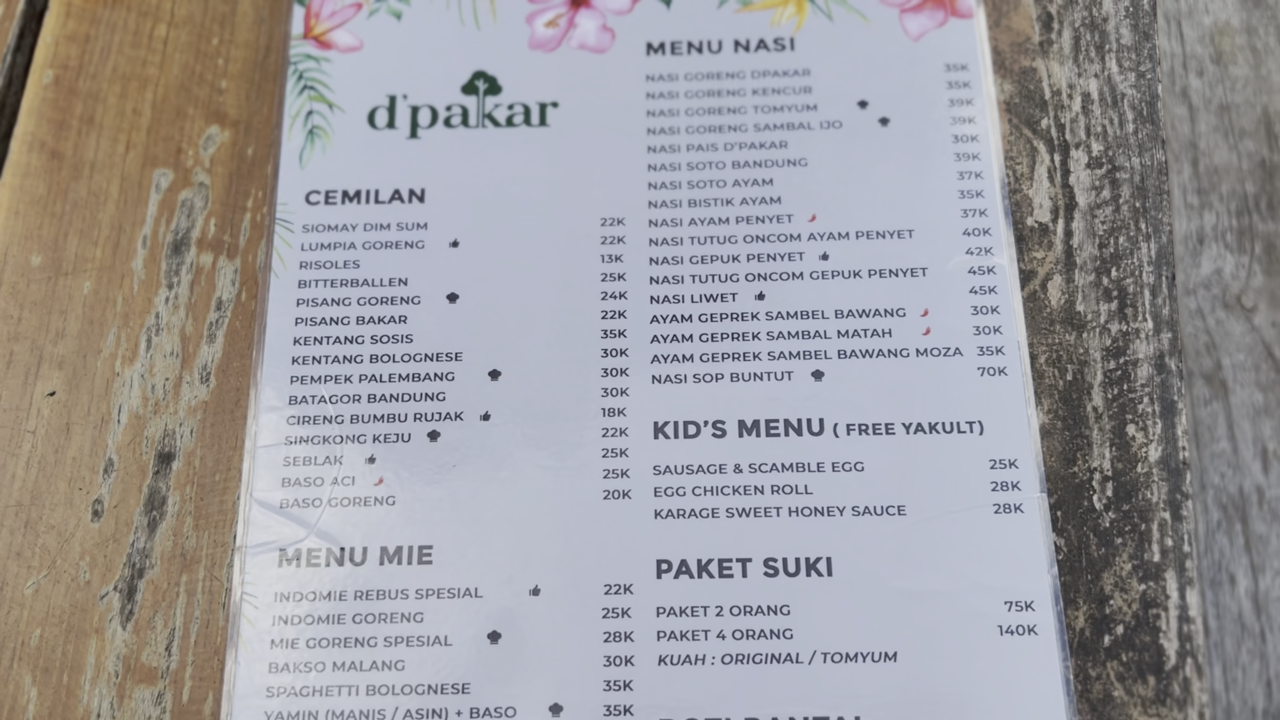 d'pakar
CEMILAN
SIOMAY DIM SUM 22K
LUMPIA GORENG 22K
RISOLES 13K
BITTERBALLEN 25K
PISANG GORENG 24K
PISANG BAKAR 22K
KENTANG SOSIS 35K
KENTANG BOLOGNESE 30K
PEMPEK PALEMBANG 30K
BATAGOR BANDUNG 30K
CIRENG BUMBU RUJAK 18K
SINGKONG KEJU 22K
SEBLAK 25K
BASO ACI 25K
BASO GORENG 20K
MENU MIE
INDOMIE REBUS SPESIAL 22K
INDOMIE GORENG 25K
MIE GORENG SPESIAL 28K
BAKSO MALANG 30K
SPAGHETTI BOLOGNESE 35K
YAMIN (MANIS / ASIN) + BASO 35K
MENU NASI
NASI GORENG DPAKAR 35K
NASI GORENG KENCUR 35K
NASI GORENG TOMYUM 39K
NASI GORENG SAMBAL IJO 39K
NASI PAIS D'PAKAR 30K
NASI SOTO BANDUNG 39K
NASI SOTO AYAM 37K
NASI BISTIK AYAM 35K
NASI AYAM PENYET 37K
NASI TUTUG ONCOM AYAM PENYET 40K
NASI GEPUK PENYET 42K
NASI TUTUG ONCOM GEPUK PENYET 45K
NASI LIWET 45K
AYAM GEPREK SAMBEL BAWANG 30K
AYAM GEPREK SAMBAL MATAH 30K
AYAM GEPREK SAMBEL BAWANG MOZA 35K
NASI SOP BUNTUT 70K
KID'S MENU ( FREE YAKULT)
SAUSAGE & SCAMBLE EGG 25K
EGG CHICKEN ROLL 28K
KARAGE SWEET HONEY SAUCE 28K
PAKET SUKI
PAKET 2 ORANG 75K
PAKET 4 ORANG 140K
KUAH : ORIGINAL / TOMYUM